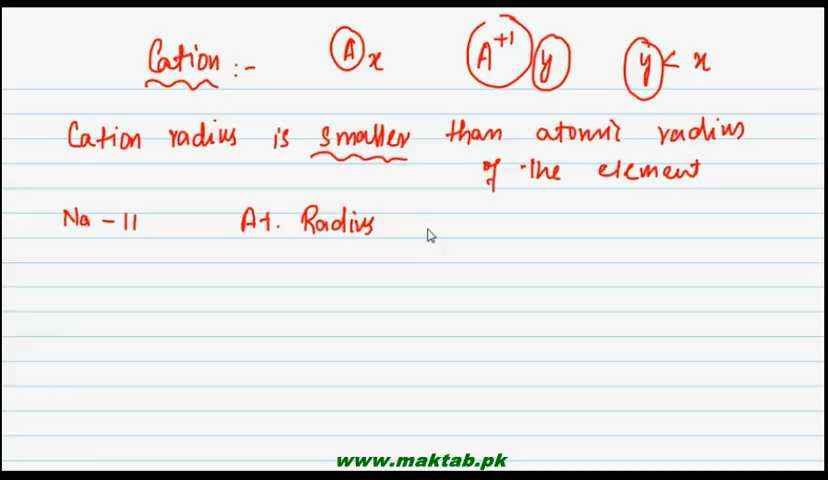 Cation :- A x A+1 y y < x
Cation radius is smaller than atomic radius
of the element
Na - 11 At. Radius
www.maktab.pk